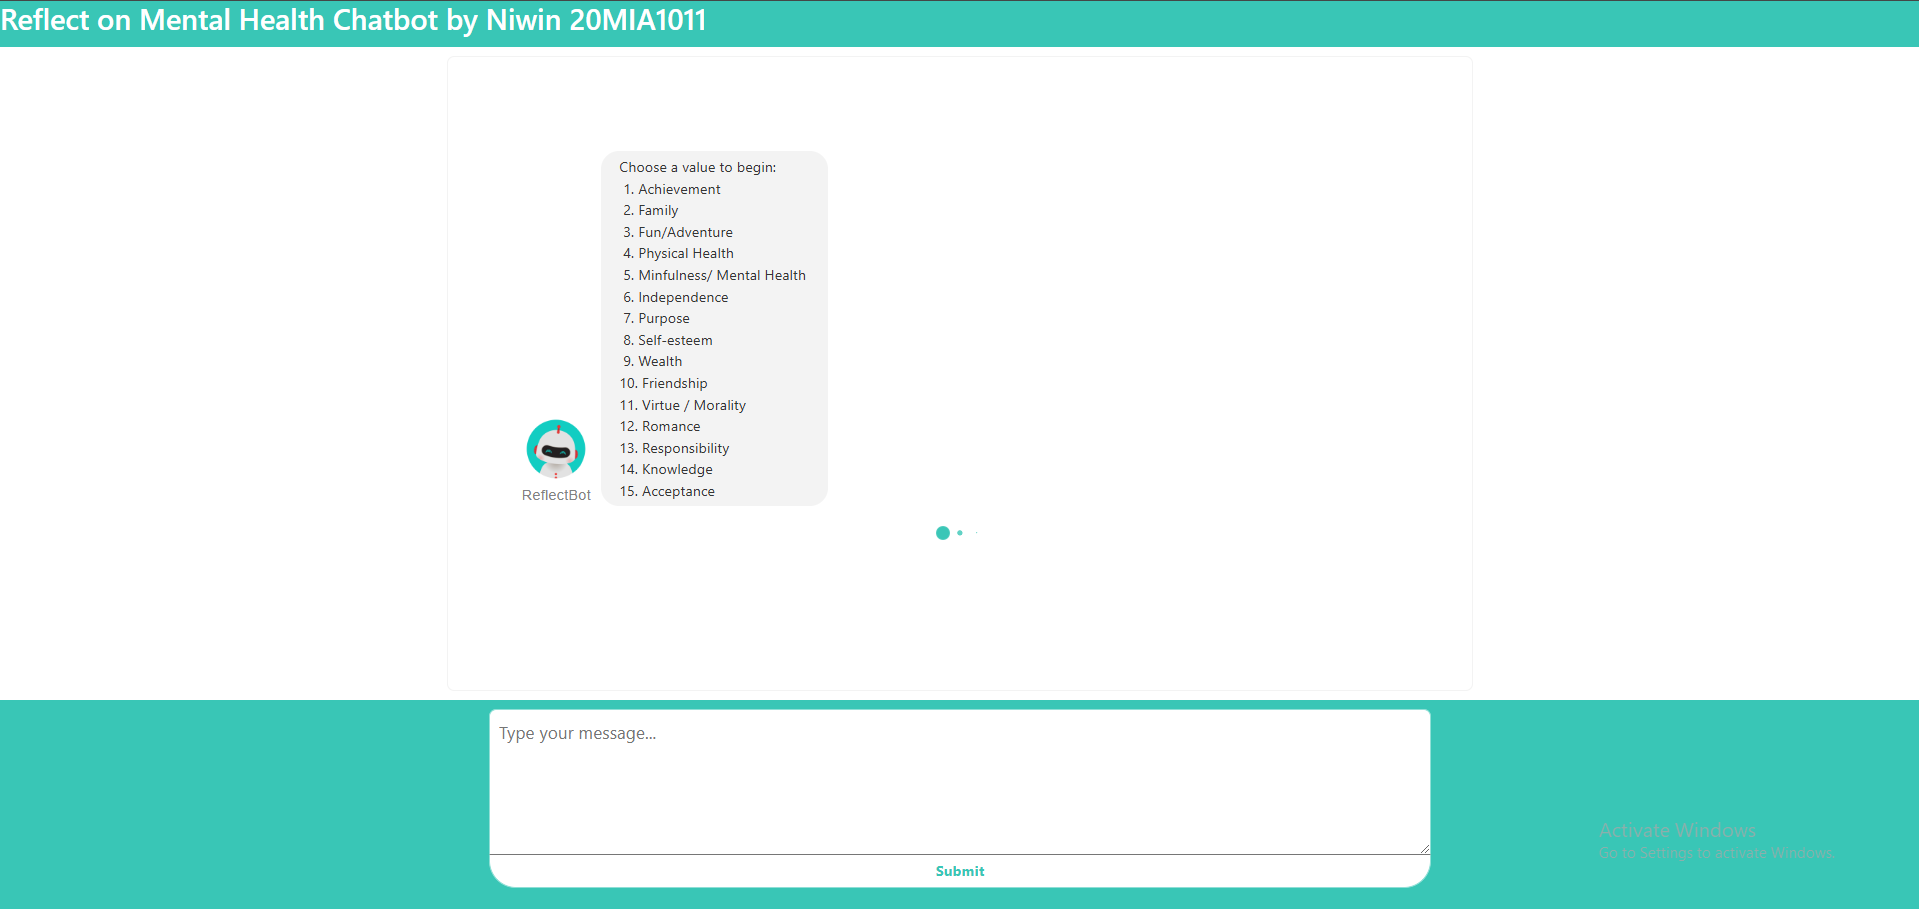 Reflect on Mental Health Chatbot by Niwin 20MIA1011
Choose a value to begin:
1. Achievement
2. Family
3. Fun/Adventure
4. Physical Health
5. Minfulness/ Mental Health
6. Independence
7. Purpose
8. Self-esteem
9. Wealth
10. Friendship
11. Virtue / Morality
12. Romance
13. Responsibility
14. Knowledge
15. Acceptance
ReflectBot
Type your message...
Submit
Activate Windows
Go to Settings to activate Windows.